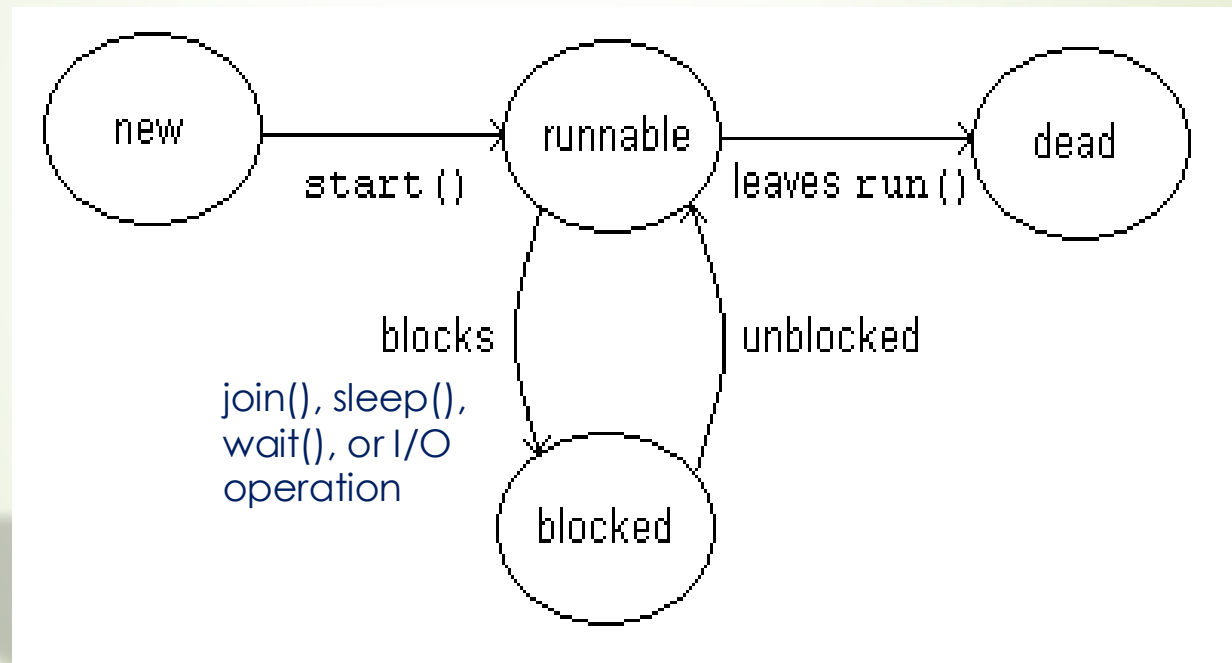 new
start()
runnable
leaves run()
dead
blocks
unblocked
join(), sleep(),
wait(), or I/O
operation
blocked